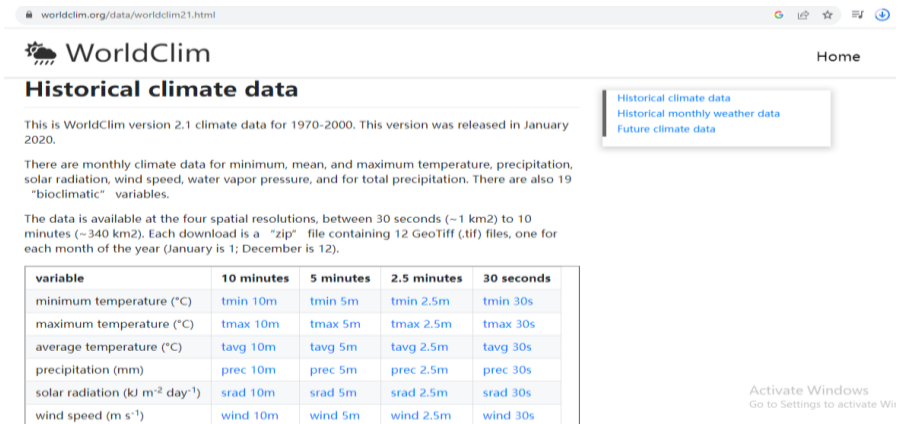 worldclim.org/data/worldclim21.html
WorldClim
Home
Historical climate data
Historical climate data
Historical monthly weather data
Future climate data
This is WorldClim version 2.1 climate data for 1970-2000. This version was released in January
2020.
There are monthly climate data for minimum, mean, and maximum temperature, precipitation,
solar radiation, wind speed, water vapor pressure, and for total precipitation. There are also 19
"bioclimatic" variables.
The data is available at the four spatial resolutions, between 30 seconds (~1 km2) to 10
minutes (~340 km2). Each download is a "zip" file containing 12 GeoTiff (.tif) files, one for
each month of the year (January is 1; December is 12).
variable 10 minutes 5 minutes 2.5 minutes 30 seconds
minimum temperature (°C) tmin 10m tmin 5m tmin 2.5m tmin 30s
maximum temperature (°C) tmax 10m tmax 5m tmax 2.5m tmax 30s
average temperature (°C) tavg 10m tavg 5m tavg 2.5m tavg 30s
precipitation (mm) prec 10m prec 5m prec 2.5m prec 30s
solar radiation (kJ m⁻² day⁻¹) srad 10m srad 5m srad 2.5m srad 30s
wind speed (m s⁻¹) wind 10m wind 5m wind 2.5m wind 30s
Activate Windows
Go to Settings to activate Wi